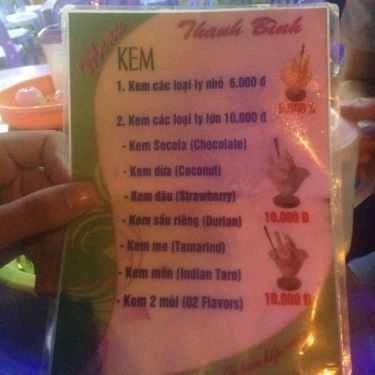 Thanh Bình
KEM
1. Kem các loại ly nhỏ 6.000 đ
2. Kem các loại ly lớn 10.000 đ
- Kem Socola (Chocolate)
- Kem dừa (Coconut)
- Kem dâu (Strawberry)
- Kem sầu riêng (Durian)
10.000 Đ
- Kem me (Tamarind)
- Kem môn (Indian Taro)
- Kem 2 mùi (02 Flavors)
10.000 Đ